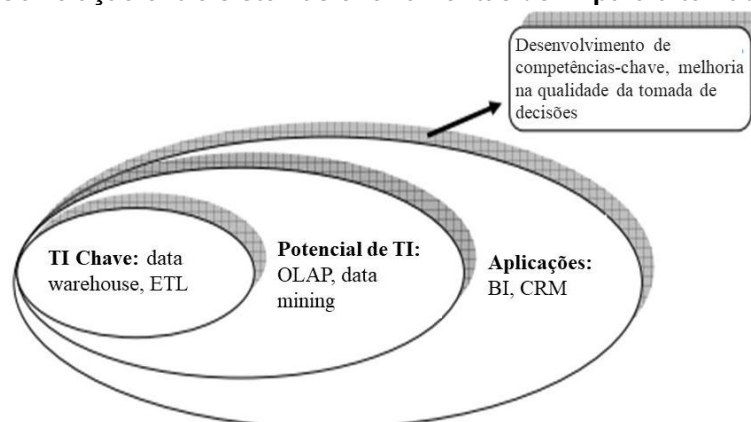 Desenvolvimento de
competências-chave, melhoria
na qualidade da tomada de
decisões
TI Chave: data
warehouse, ETL
Potencial de TI:
OLAP, data
mining
Aplicações:
BI, CRM